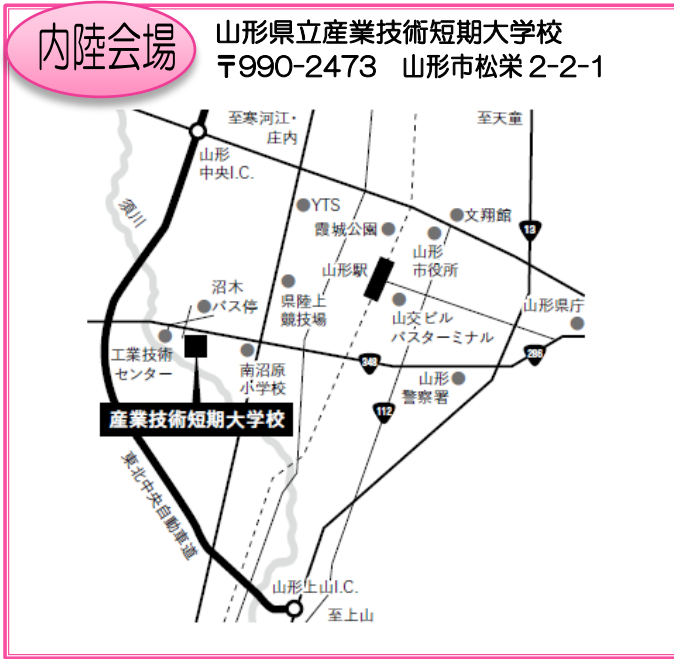 内陸会場
山形県立産業技術短期大学校
〒990-2473　山形市松栄2-2-1
至寒河江・
庄内
至天童
山形
中央I.C.
須川
YTS
文翔館
霞城公園
13
山形
市役所
山形駅
沼木
バス停
県陸上
競技場
山交ビル
バスターミナル
山形県庁
工業技術
センター
南沼原
小学校
348
286
山形
警察署
112
産業技術短期大学校
東北中央自動車道
山形上山I.C.
至上山